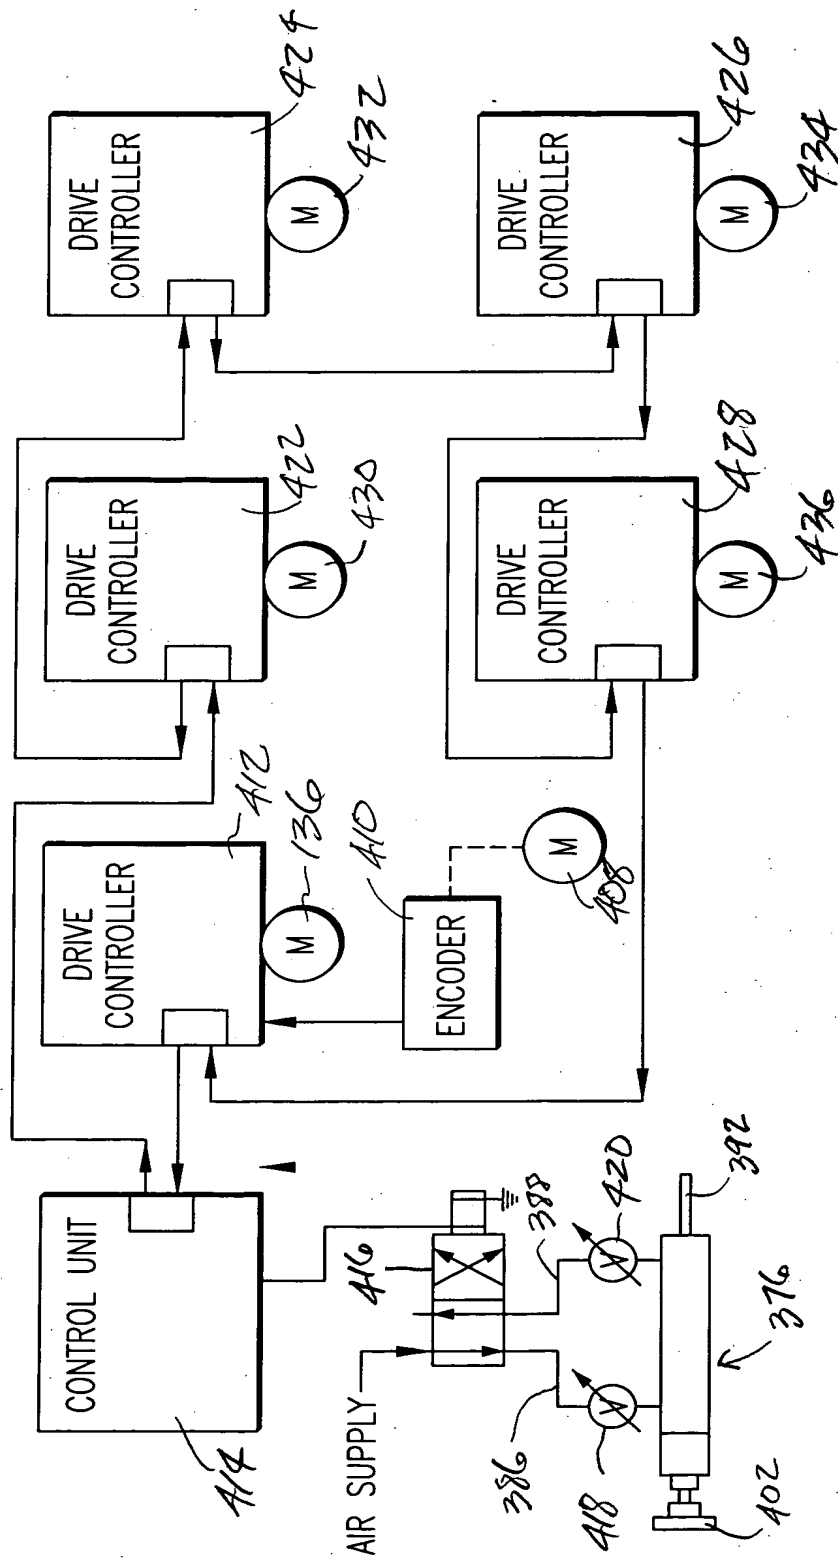 DRIVE
CONTROLLER
424
M
432
DRIVE
CONTROLLER
426
M
434
DRIVE
CONTROLLER
422
M
430
DRIVE
CONTROLLER
428
M
436
DRIVE
CONTROLLER
412
M
136
410
ENCODER
M
408
CONTROL UNIT
414
AIR SUPPLY
416
388
386
420
418
392
376
402